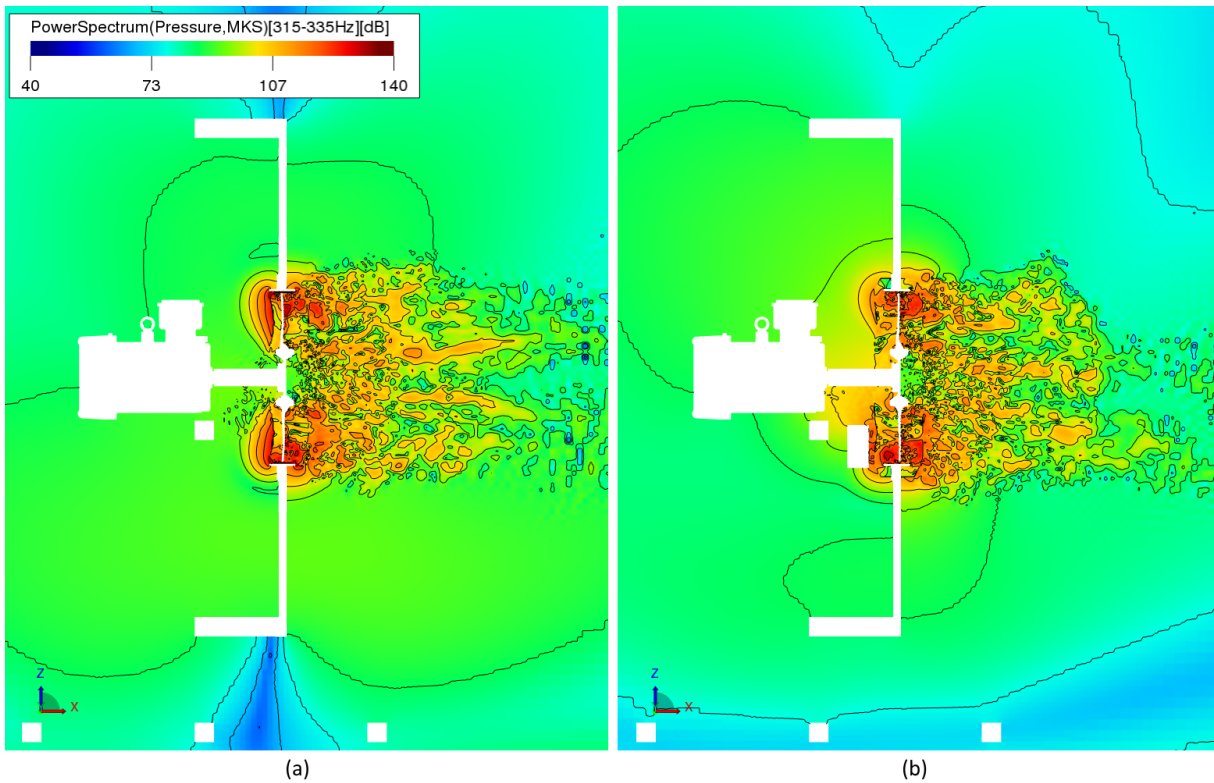 PowerSpectrum(Pressure,MKS)[315-335Hz][dB]
40 73 107 140
Z X
Z X
(a) (b)